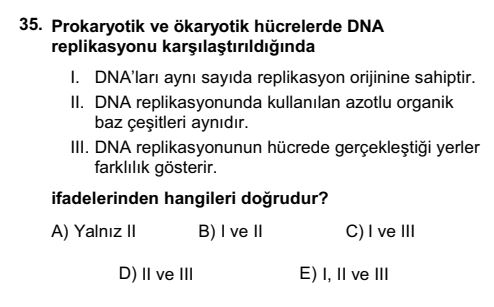 35. Prokaryotik ve ökaryotik hücrelerde DNA
replikasyonu karşılaştırıldığında
I. DNA'ları aynı sayıda replikasyon orijinine sahiptir.
II. DNA replikasyonunda kullanılan azotlu organik
baz çeşitleri aynıdır.
III. DNA replikasyonunun hücrede gerçekleştiği yerler
farklılık gösterir.
ifadelerinden hangileri doğrudur?
A) Yalnız II B) I ve II C) I ve III
D) II ve III E) I, II ve III